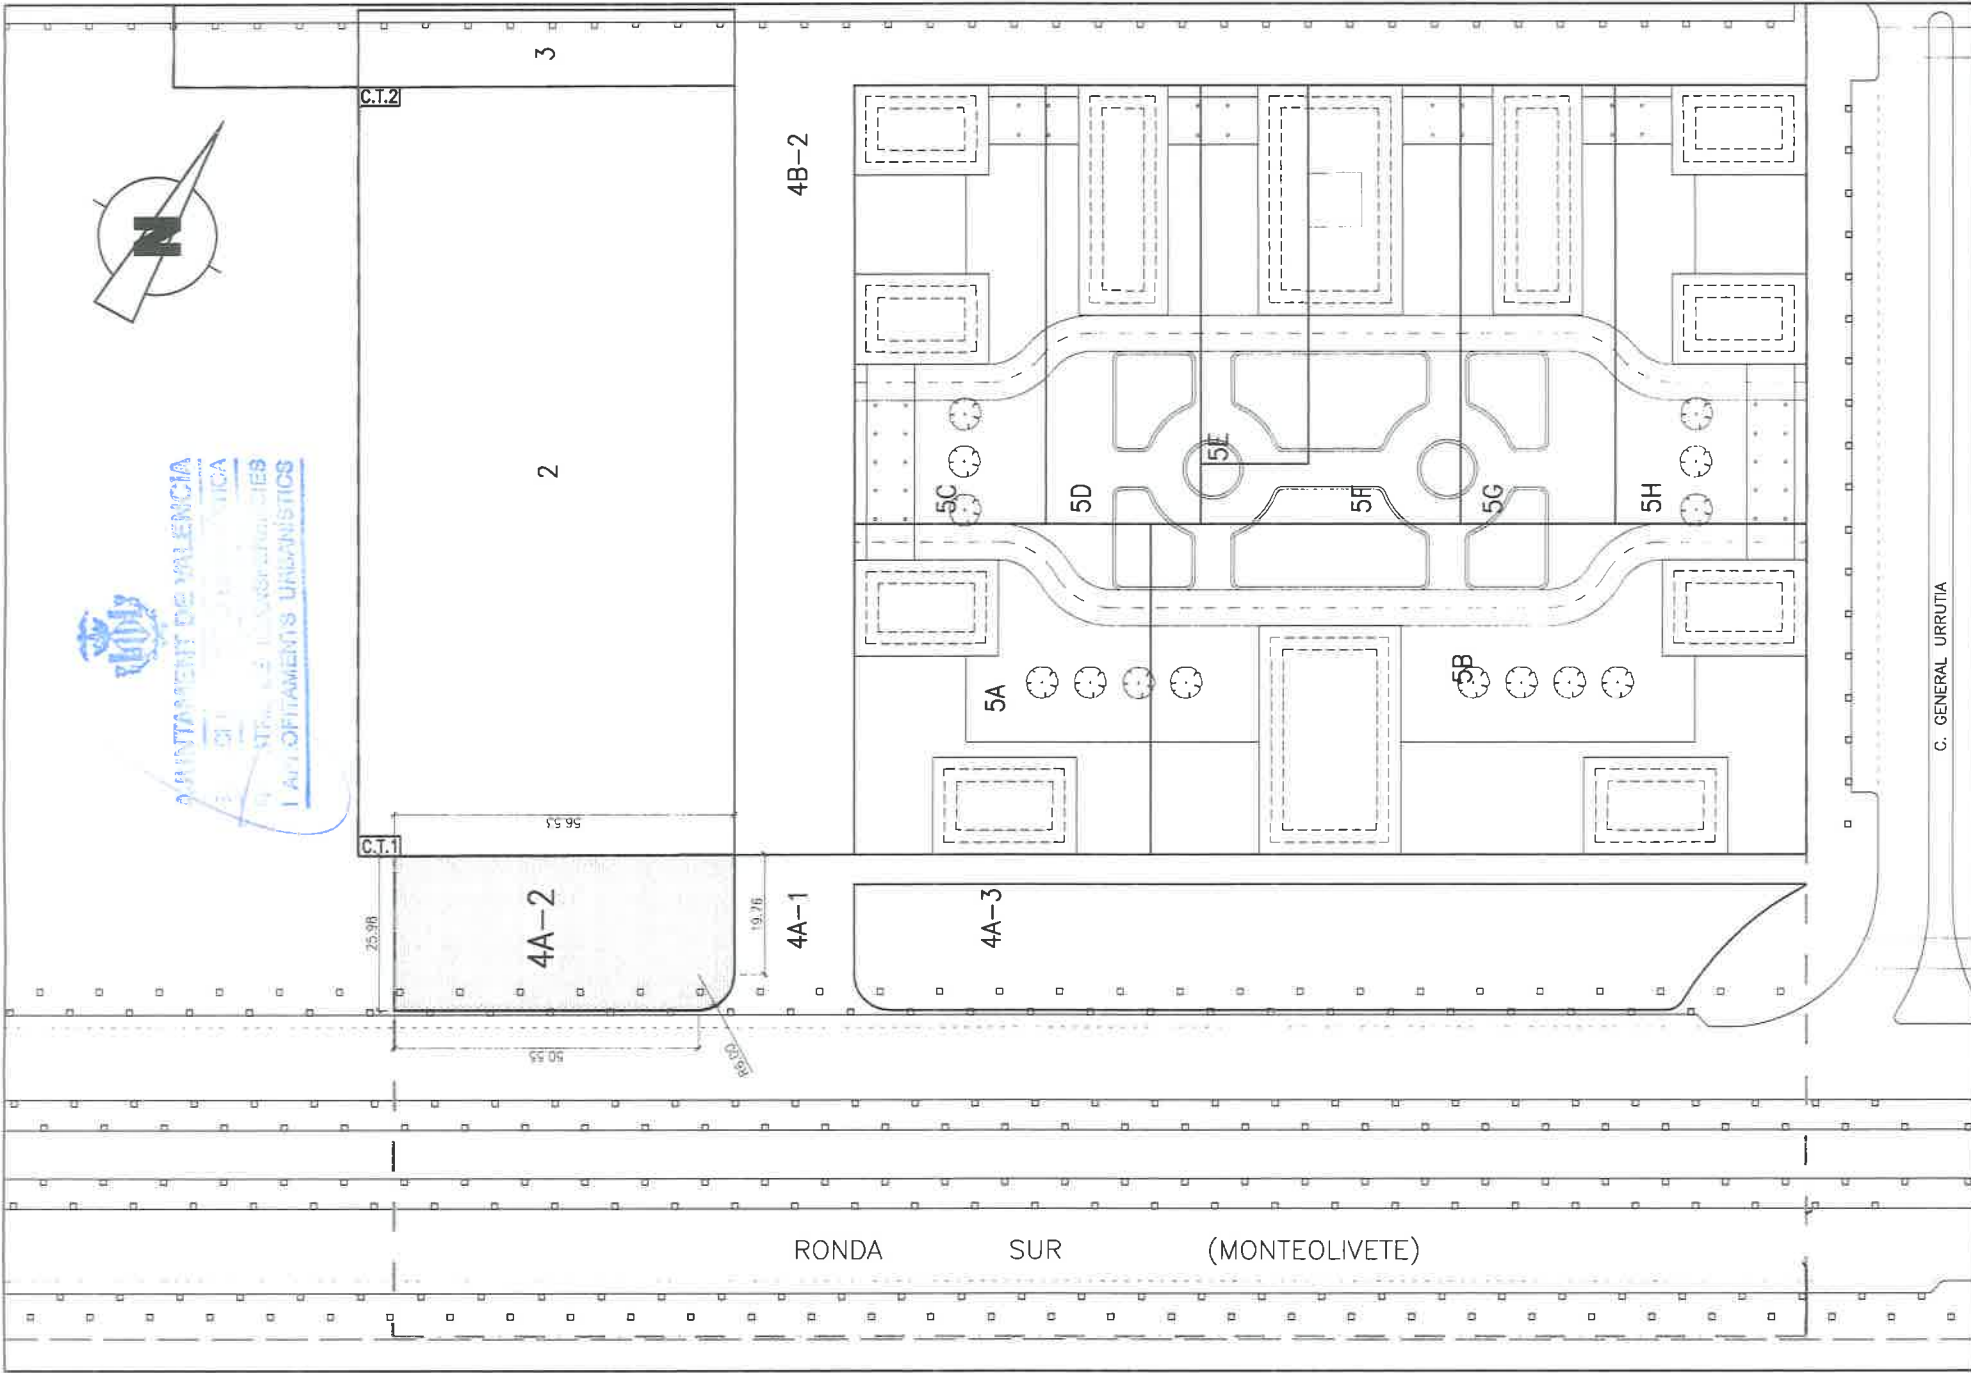 3
C.T.2
4B-2
N
2
AJUNTAMENT DE VALENCIA
I APROFITAMENTS URBANISTICS
5C
5D
5E
5F
5G
5H
5A
5B
C. GENERAL URRUTIA
C.T.1
56.53
25.98
4A-2
19.76
4A-1
4A-3
50.55
R6.00
RONDA SUR (MONTEOLIVETE)